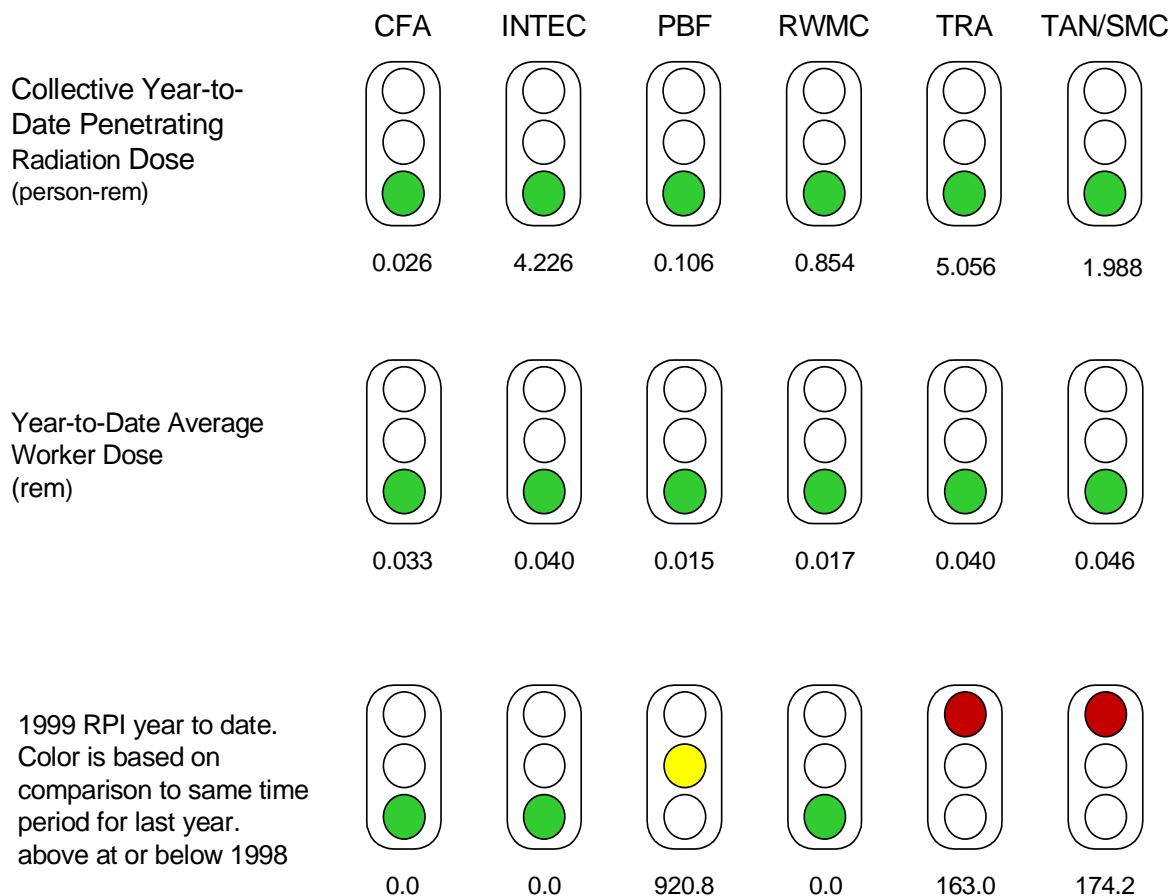 CFA INTEC PBF RWMC TRA TAN/SMC
Collective Year-to-
Date Penetrating
Radiation Dose
(person-rem)
0.026 4.226 0.106 0.854 5.056 1.988
Year-to-Date Average
Worker Dose
(rem)
0.033 0.040 0.015 0.017 0.040 0.046
1999 RPI year to date.
Color is based on
comparison to same time
period for last year.
above at or below 1998
0.0 0.0 920.8 0.0 163.0 174.2